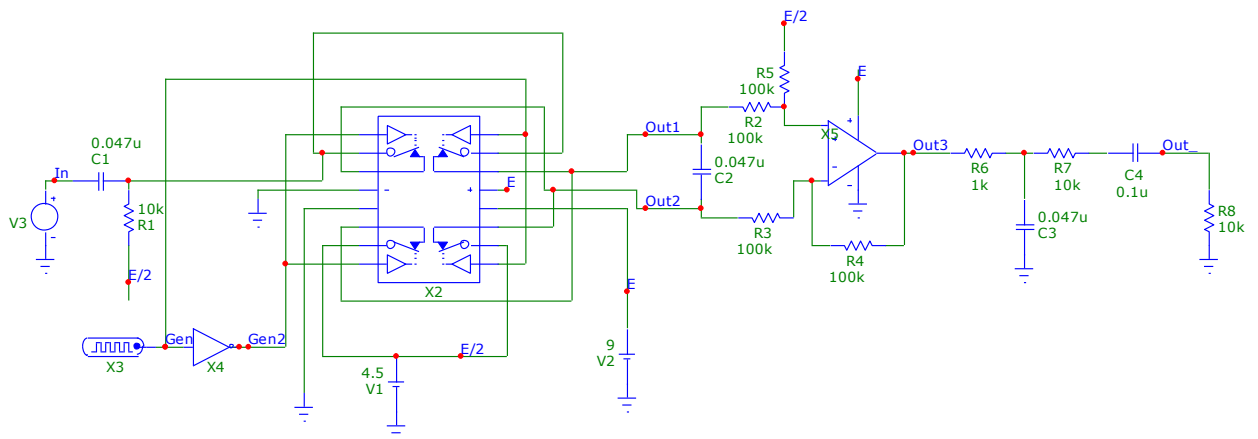 E/2
R5
100k
E
R2
100k
X5
Out1
0.047u
C2
Out2
R3
100k
R4
100k
Out3
R6
1k
R7
10k
C4
0.1u
Out_
0.047u
C3
R8
10k
0.047u
C1
In
V3
10k
R1
E/2
E
X2
Gen
X3
X4
Gen2
E/2
4.5
V1
E
9
V2